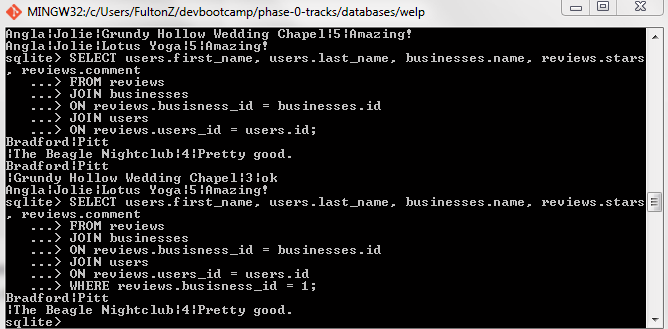 MINGW32:/c/Users/FultonZ/devbootcamp/phase-0-tracks/databases/welp
Angla|Jolie|Grundy Hollow Wedding Chapel|5|Amazing!
Angla|Jolie|Lotus Yoga|5|Amazing!
sqlite> SELECT users.first_name, users.last_name, businesses.name, reviews.stars
, reviews.comment
...> FROM reviews
...> JOIN businesses
...> ON reviews.busisness_id = businesses.id
...> JOIN users
...> ON reviews.users_id = users.id;
Bradford|Pitt
|The Beagle Nightclub|4|Pretty good.
Bradford|Pitt
|Grundy Hollow Wedding Chapel|3|ok
Angla|Jolie|Lotus Yoga|5|Amazing!
sqlite> SELECT users.first_name, users.last_name, businesses.name, reviews.stars
, reviews.comment
...> FROM reviews
...> JOIN businesses
...> ON reviews.busisness_id = businesses.id
...> JOIN users
...> ON reviews.users_id = users.id
...> WHERE reviews.busisness_id = 1;
Bradford|Pitt
|The Beagle Nightclub|4|Pretty good.
sqlite>